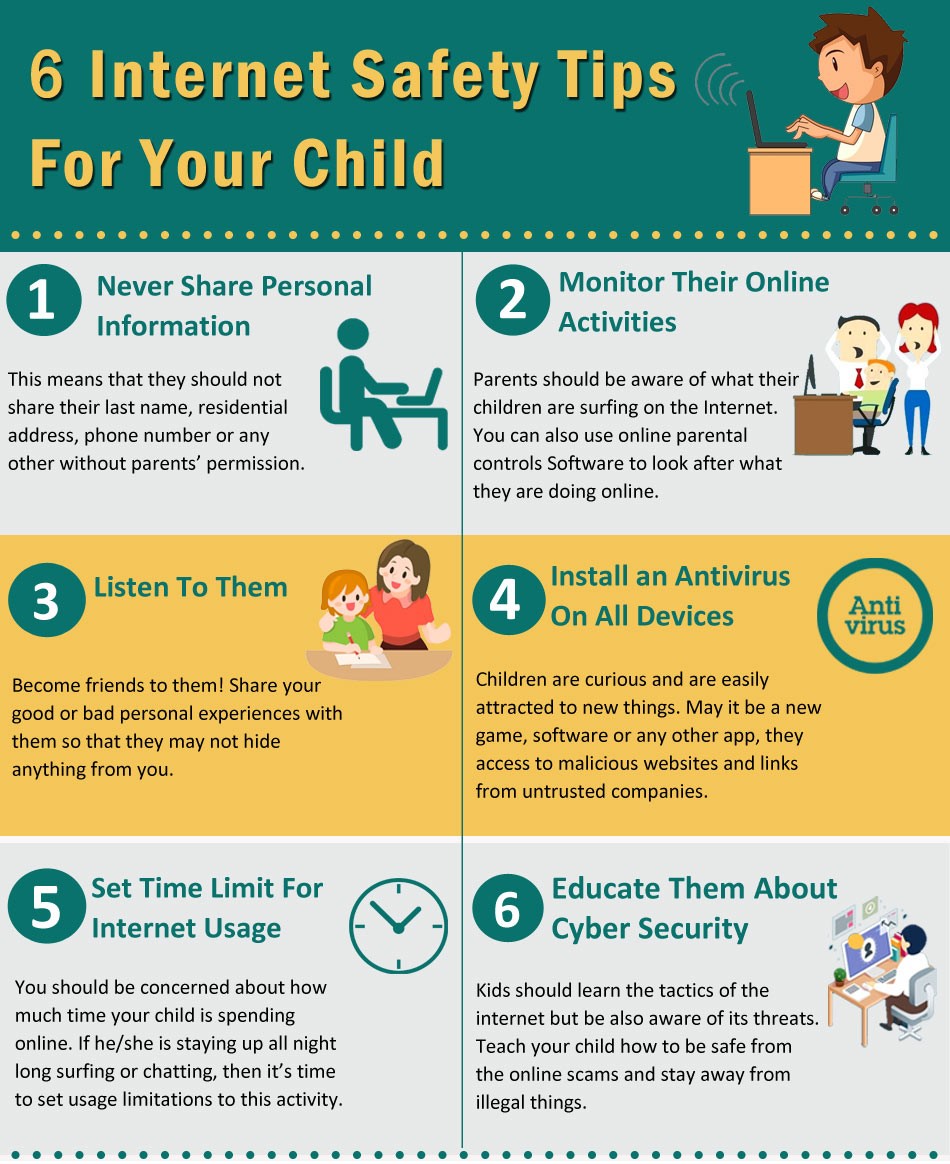 6 Internet Safety Tips
For Your Child
1
Never Share Personal
Information
This means that they should not
share their last name, residential
address, phone number or any
other without parents’ permission.
2
Monitor Their Online
Activities
Parents should be aware of what their
children are surfing on the Internet.
You can also use online parental
controls Software to look after what
they are doing online.
3
Listen To Them
Become friends to them! Share your
good or bad personal experiences with
them so that they may not hide
anything from you.
4
Install an Antivirus
On All Devices
Anti
virus
Children are curious and are easily
attracted to new things. May it be a new
game, software or any other app, they
access to malicious websites and links
from untrusted companies.
5
Set Time Limit For
Internet Usage
You should be concerned about how
much time your child is spending
online. If he/she is staying up all night
long surfing or chatting, then it’s time
to set usage limitations to this activity.
6
Educate Them About
Cyber Security
Kids should learn the tactics of the
internet but be also aware of its threats.
Teach your child how to be safe from
the online scams and stay away from
illegal things.